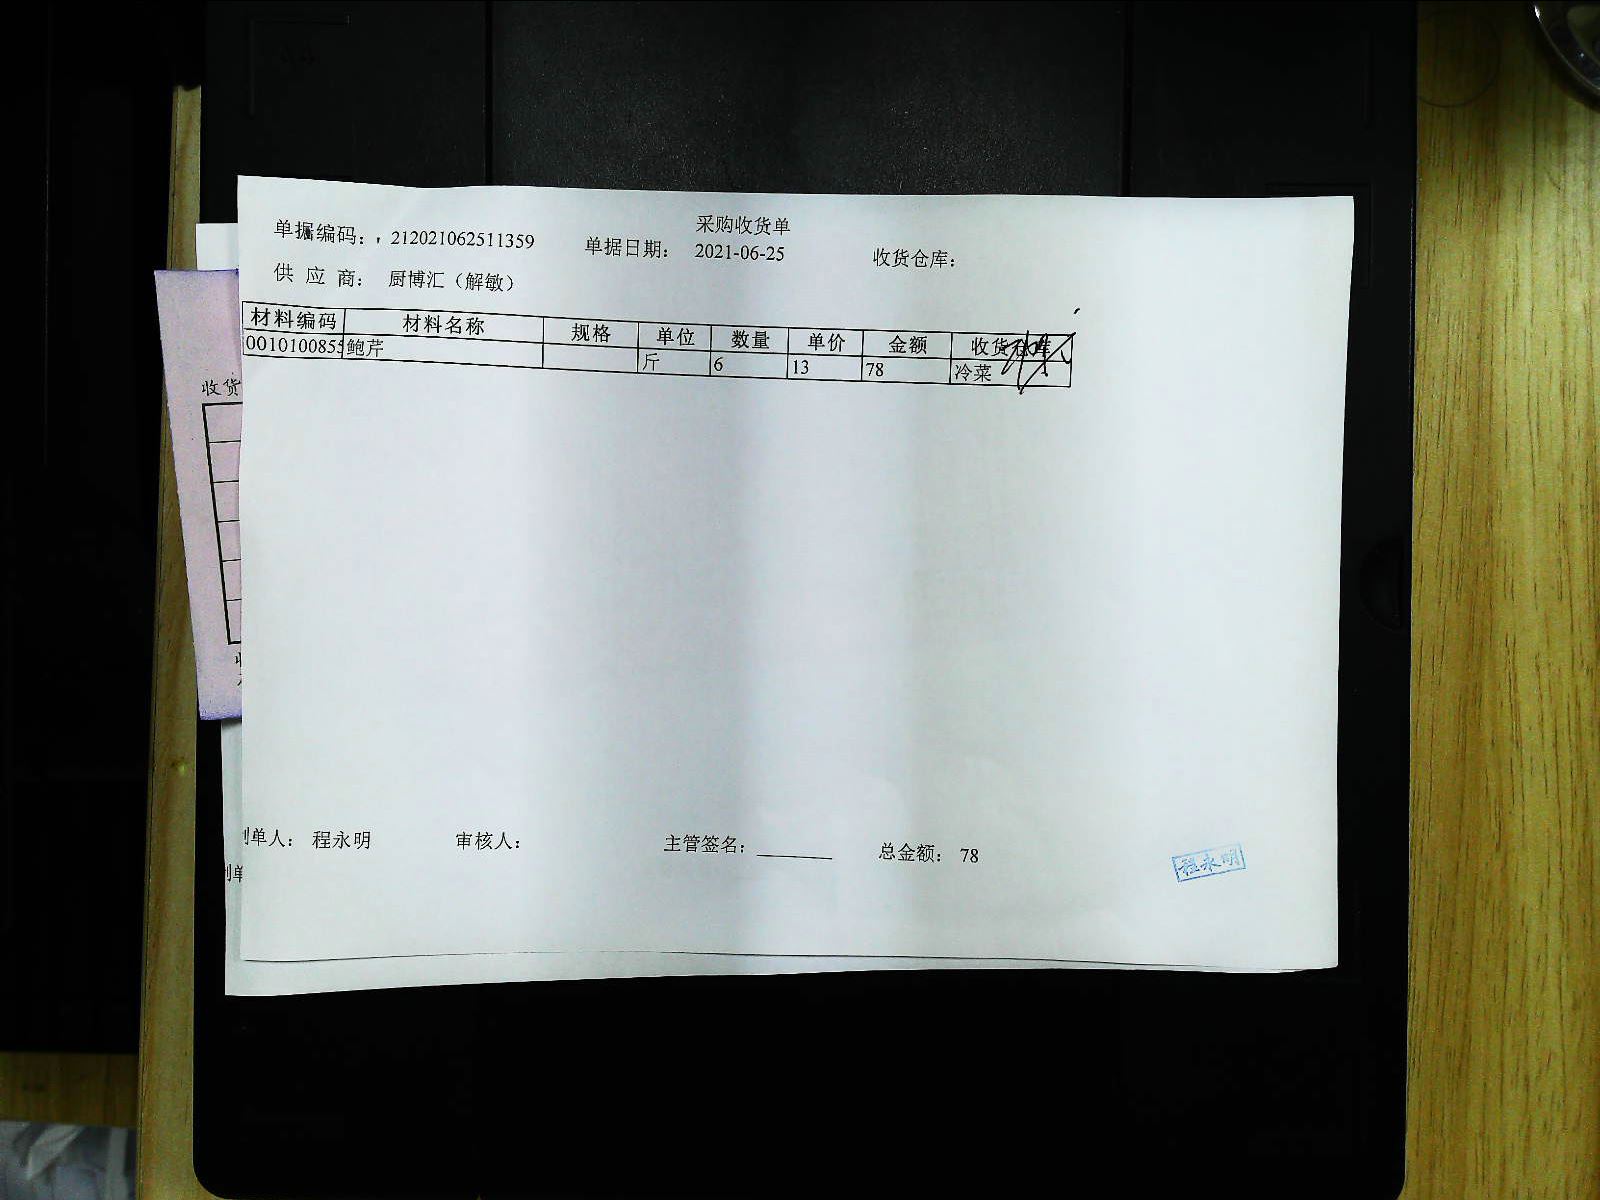 采购收货单
单据编码： 212021062511359 单据日期： 2021-06-25 收货仓库：
供 应 商： 厨博汇（解敏）
材料编码 材料名称 规格 单位 数量 单价 金额 收货仓库
0010100855 鲍芹 斤 6 13 78 冷菜
收货
制单人： 程永明 审核人： 主管签名： 总金额： 78
程永明
制单